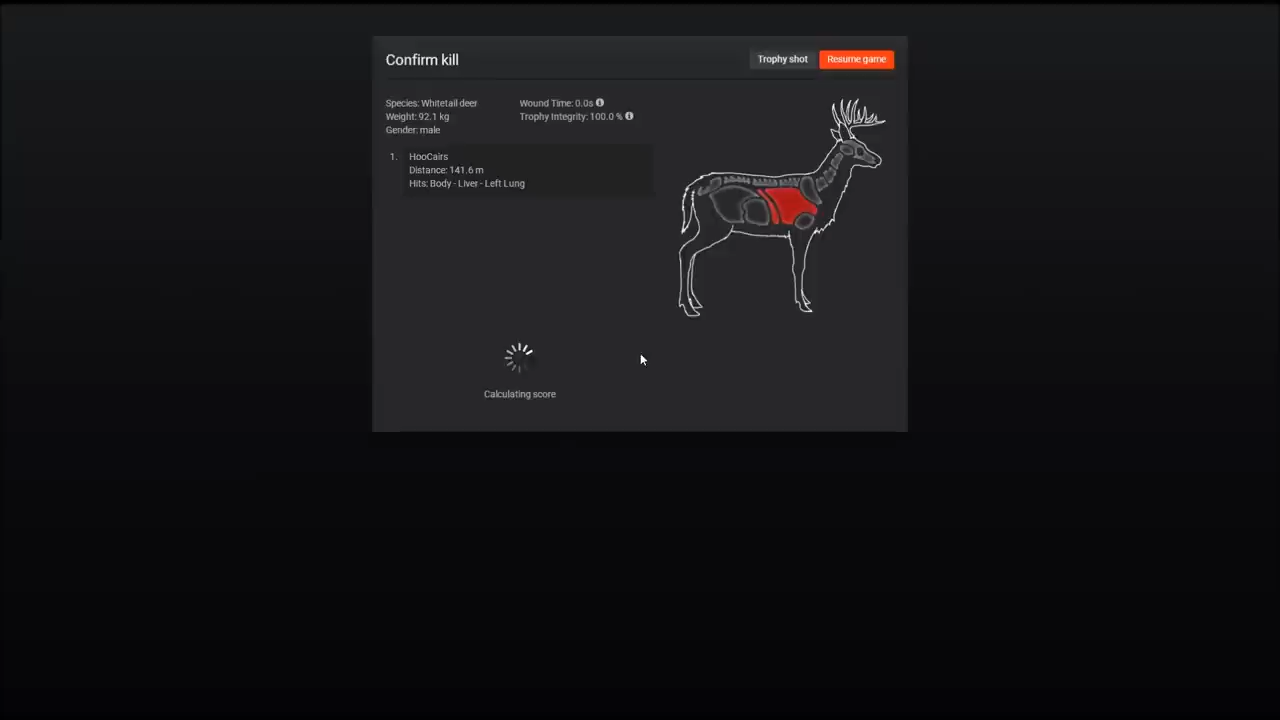 Confirm kill
Trophy shot
Resume game
Species: Whitetail deer
Weight: 92.1 kg
Gender: male
Wound Time: 0.0s
Trophy Integrity: 100.0 %
1.
HooCairs
Distance: 141.6 m
Hits: Body - Liver - Left Lung
Calculating score